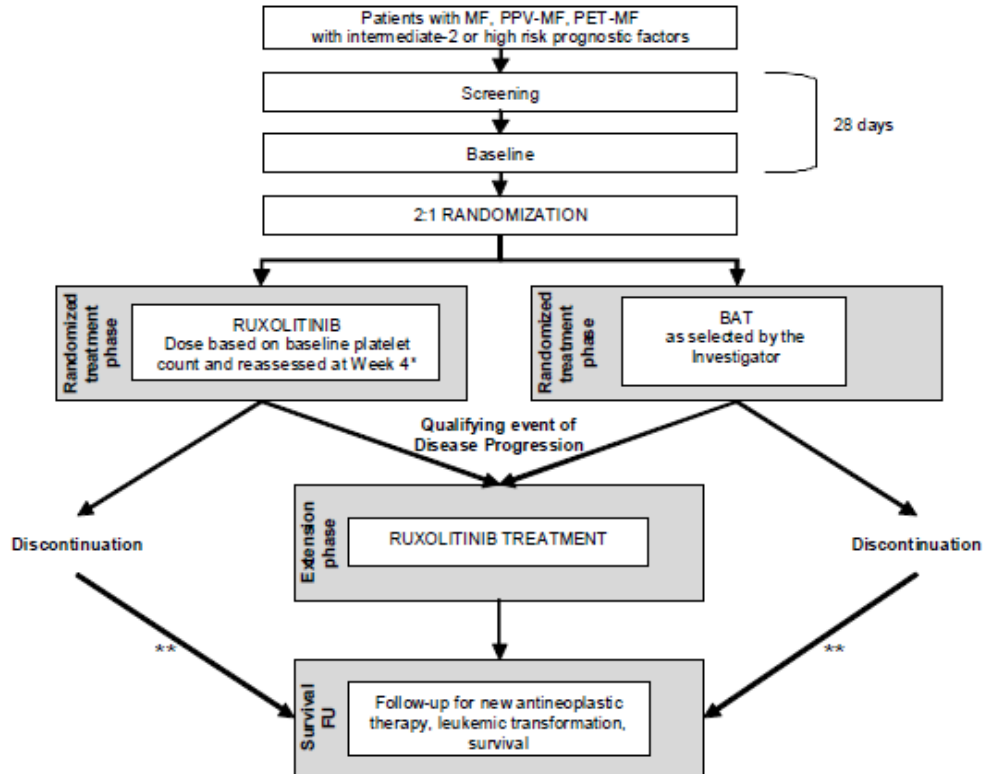 Patients with MF, PPV-MF, PET-MF
with intermediate-2 or high risk prognostic factors
Screening
28 days
Baseline
2:1 RANDOMIZATION
Randomized
treatment
phase
RUXOLITINIB
Dose based on baseline platelet
count and reassessed at Week 4*
Randomized
treatment
phase
BAT
as selected by the
Investigator
Qualifying event of
Disease Progression
Discontinuation
Extension
phase
RUXOLITINIB TREATMENT
Discontinuation
**
**
Survival
FU
Follow-up for new antineoplastic
therapy, leukemic transformation,
survival